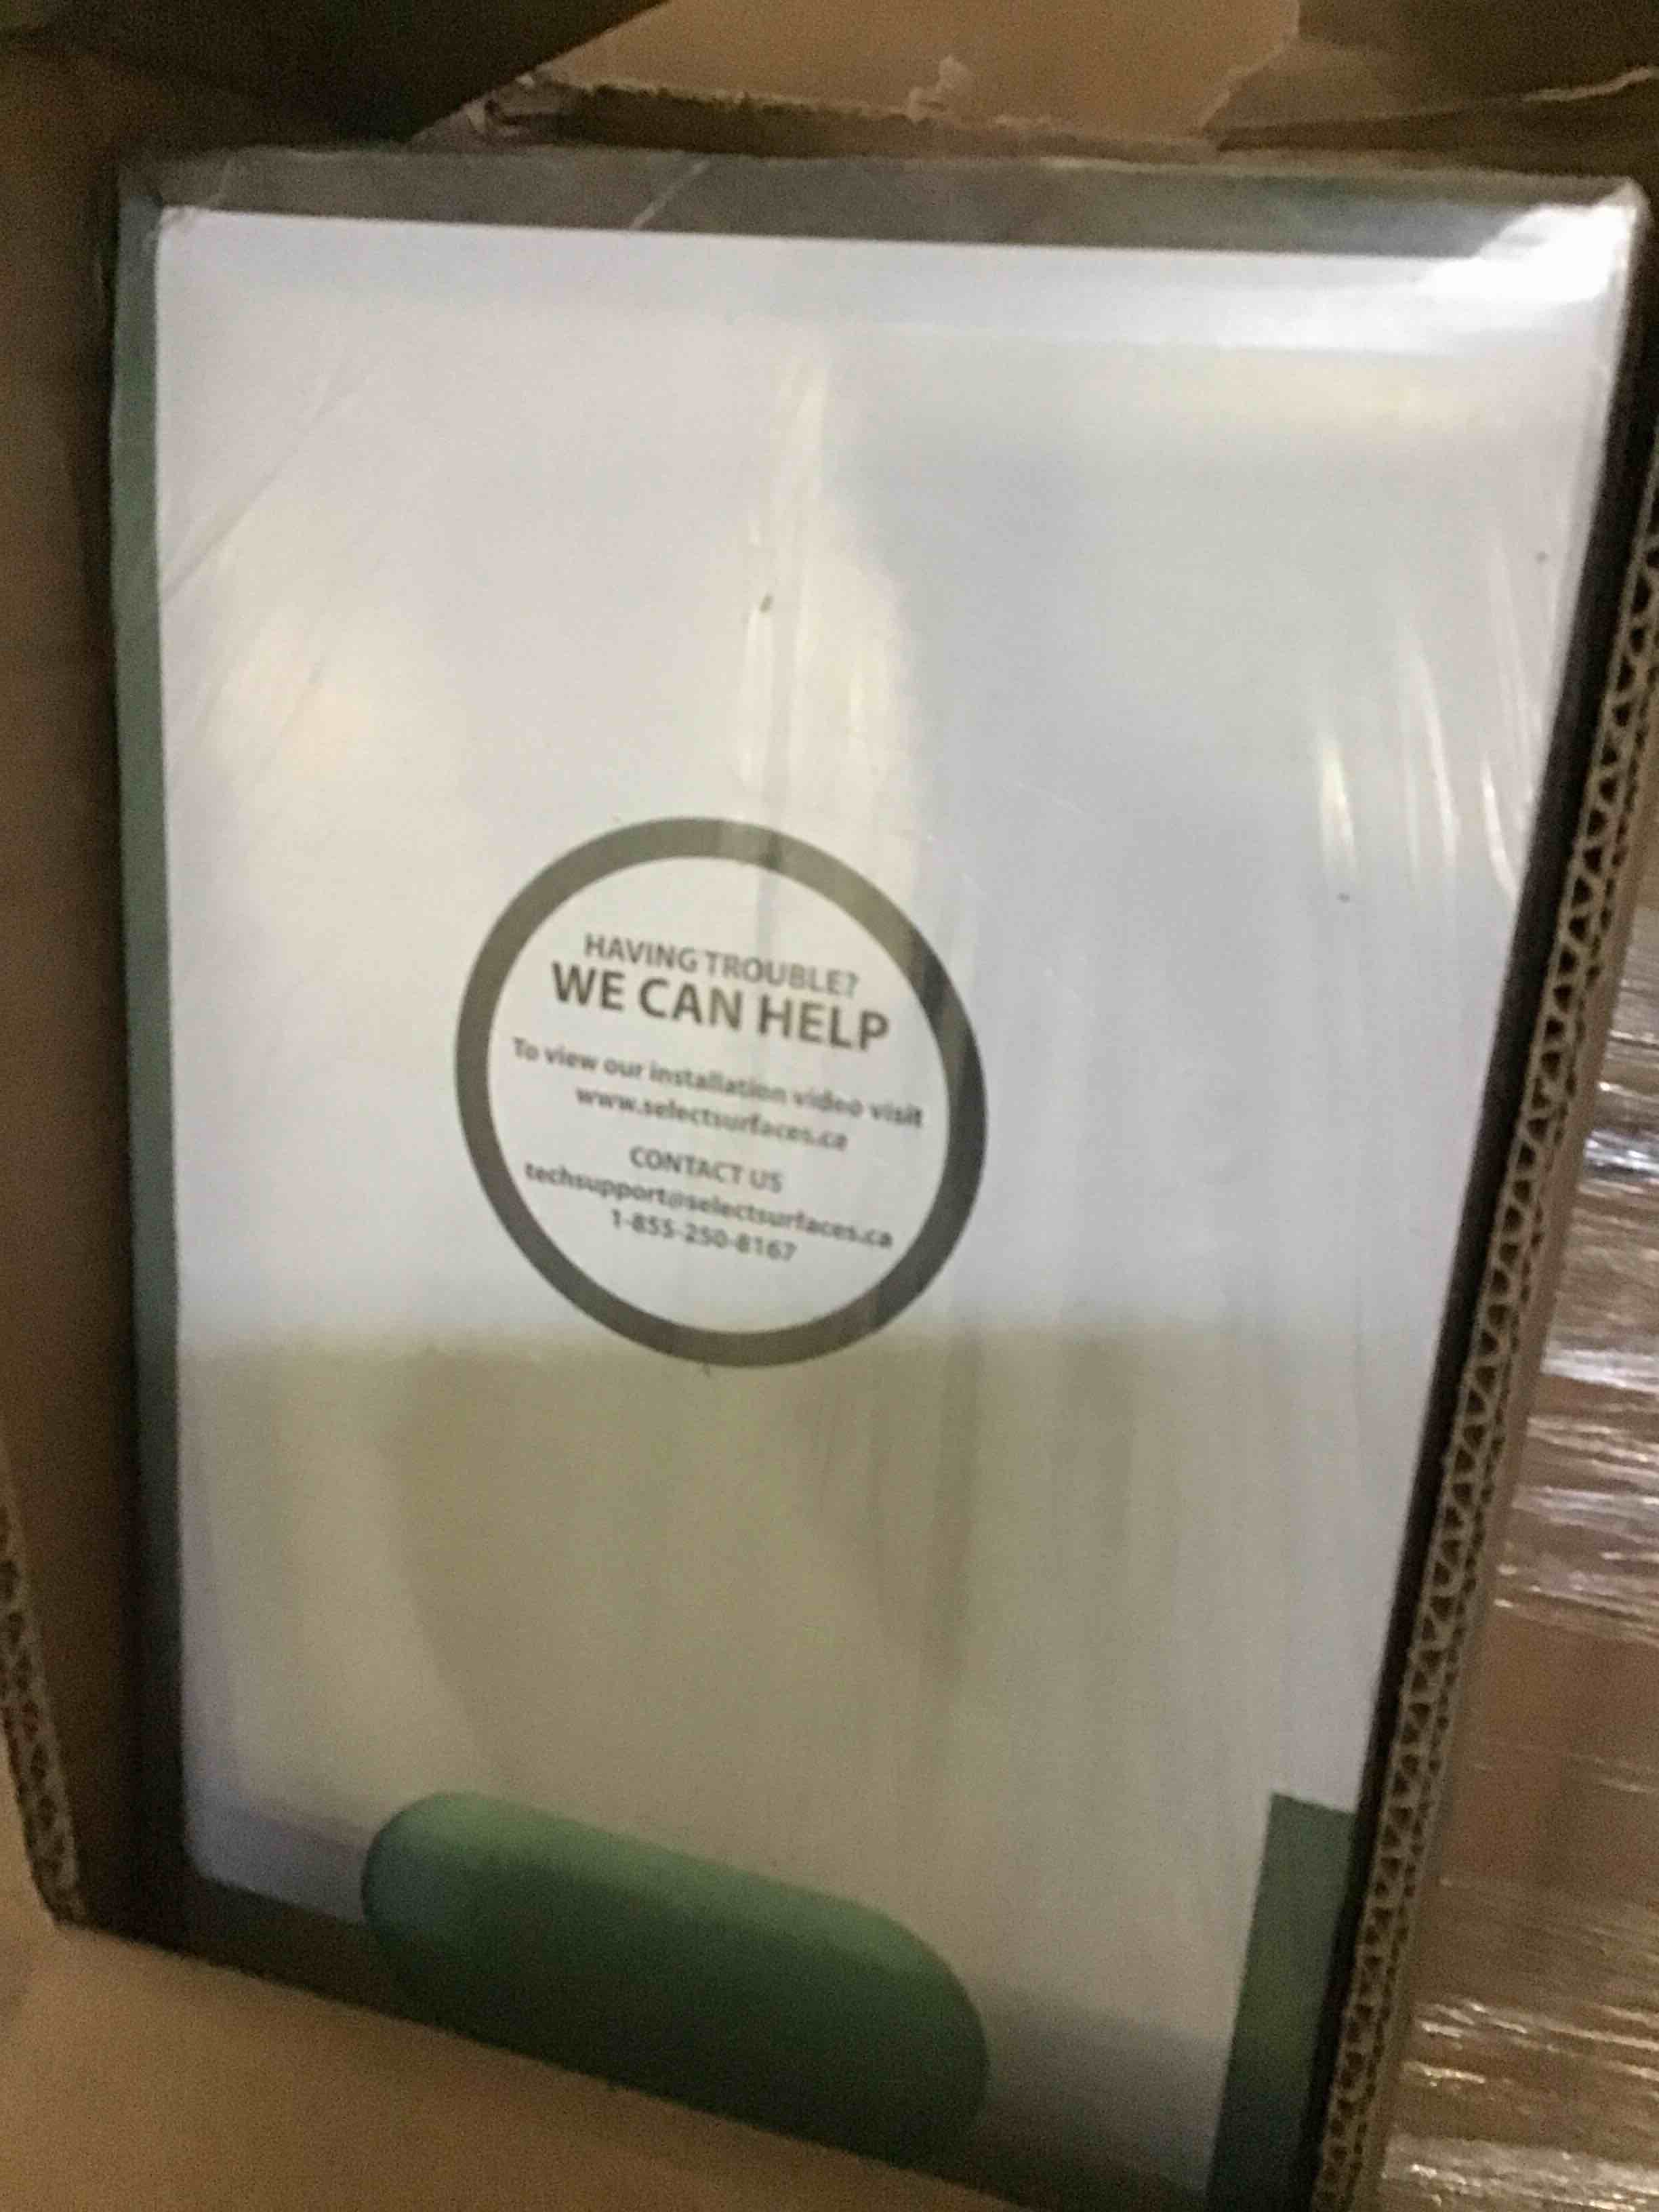 HAVING TROUBLE?
WE CAN HELP
To view our installation video visit
www.selectsurfaces.ca
CONTACT US
techsupport@selectsurfaces.ca
1-855-250-8167